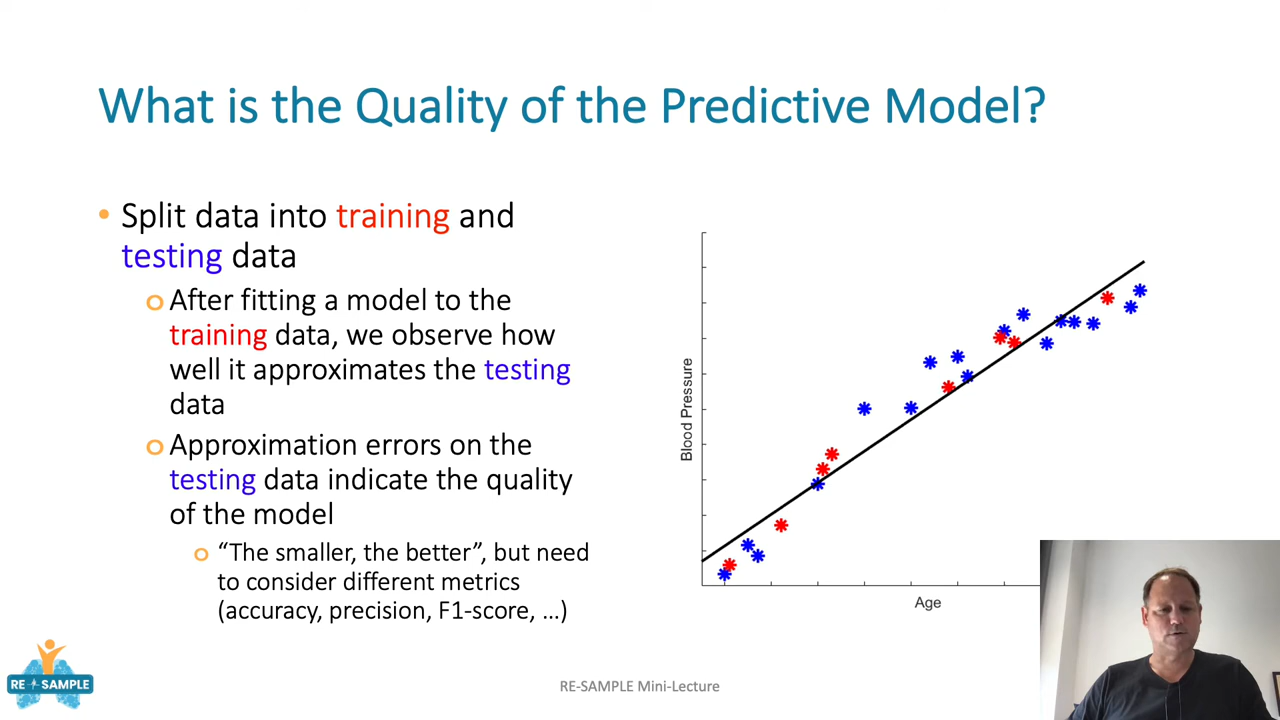 What is the Quality of the Predictive Model?
• Split data into training and
testing data
o After fitting a model to the
training data, we observe how
well it approximates the testing
data
o Approximation errors on the
testing data indicate the quality
of the model
o “The smaller, the better”, but need
to consider different metrics
(accuracy, precision, F1-score, …)
Blood Pressure
Age
RE-SAMPLE
RE-SAMPLE Mini-Lecture